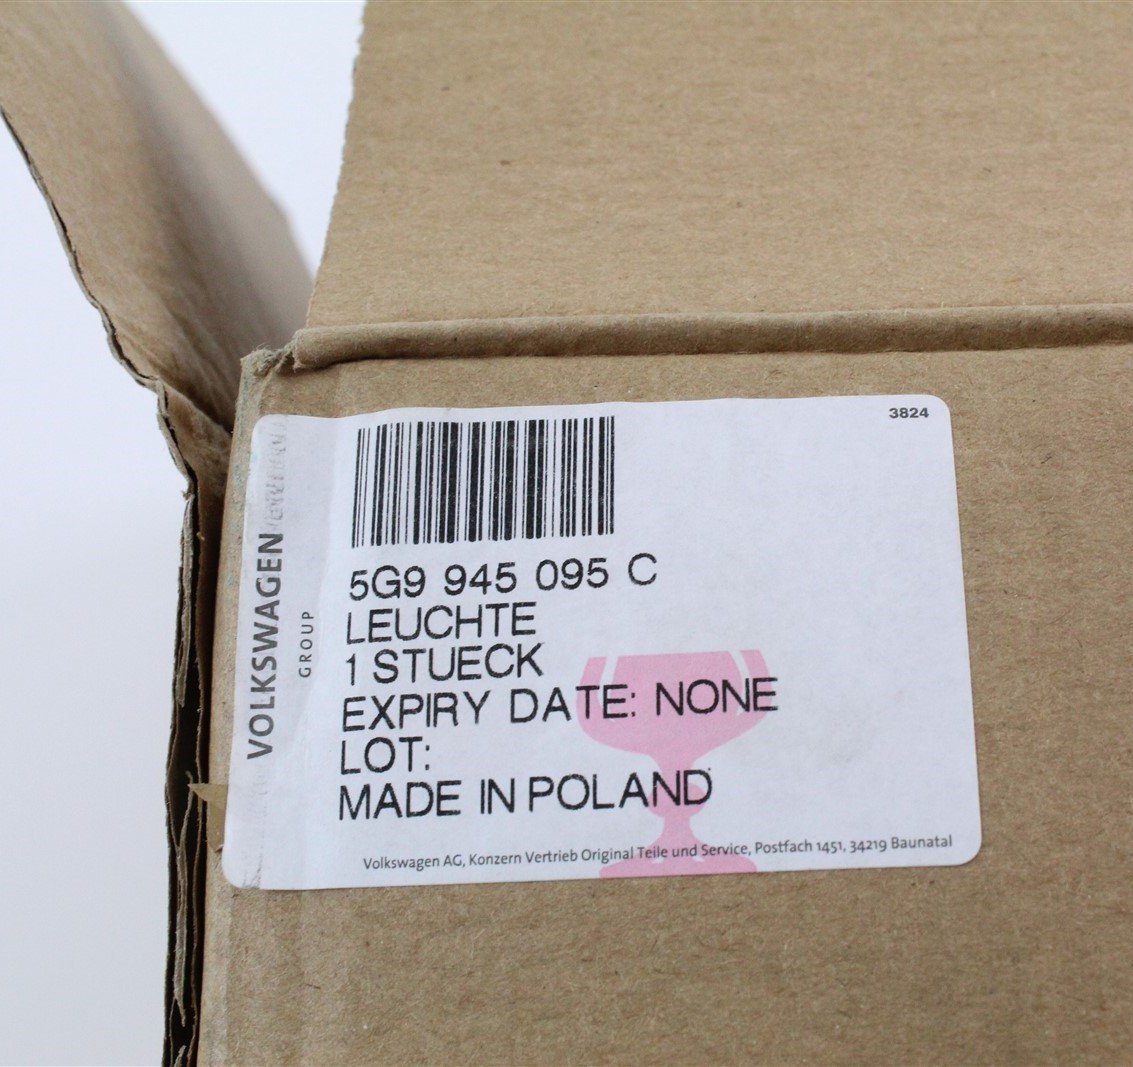 3824
5G9 945 095 C
LEUCHTE
1 STUECK
EXPIRY DATE: NONE
LOT:
MADE IN POLAND
VOLKSWAGEN
GROUP
Volkswagen AG, Konzern Vertrieb Original Teile und Service, Postfach 1451, 34219 Baunatal